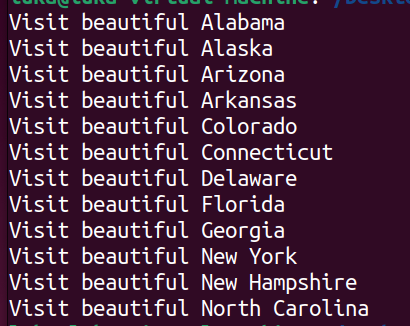 Visit beautiful Alabama
Visit beautiful Alaska
Visit beautiful Arizona
Visit beautiful Arkansas
Visit beautiful Colorado
Visit beautiful Connecticut
Visit beautiful Delaware
Visit beautiful Florida
Visit beautiful Georgia
Visit beautiful New York
Visit beautiful New Hampshire
Visit beautiful North Carolina